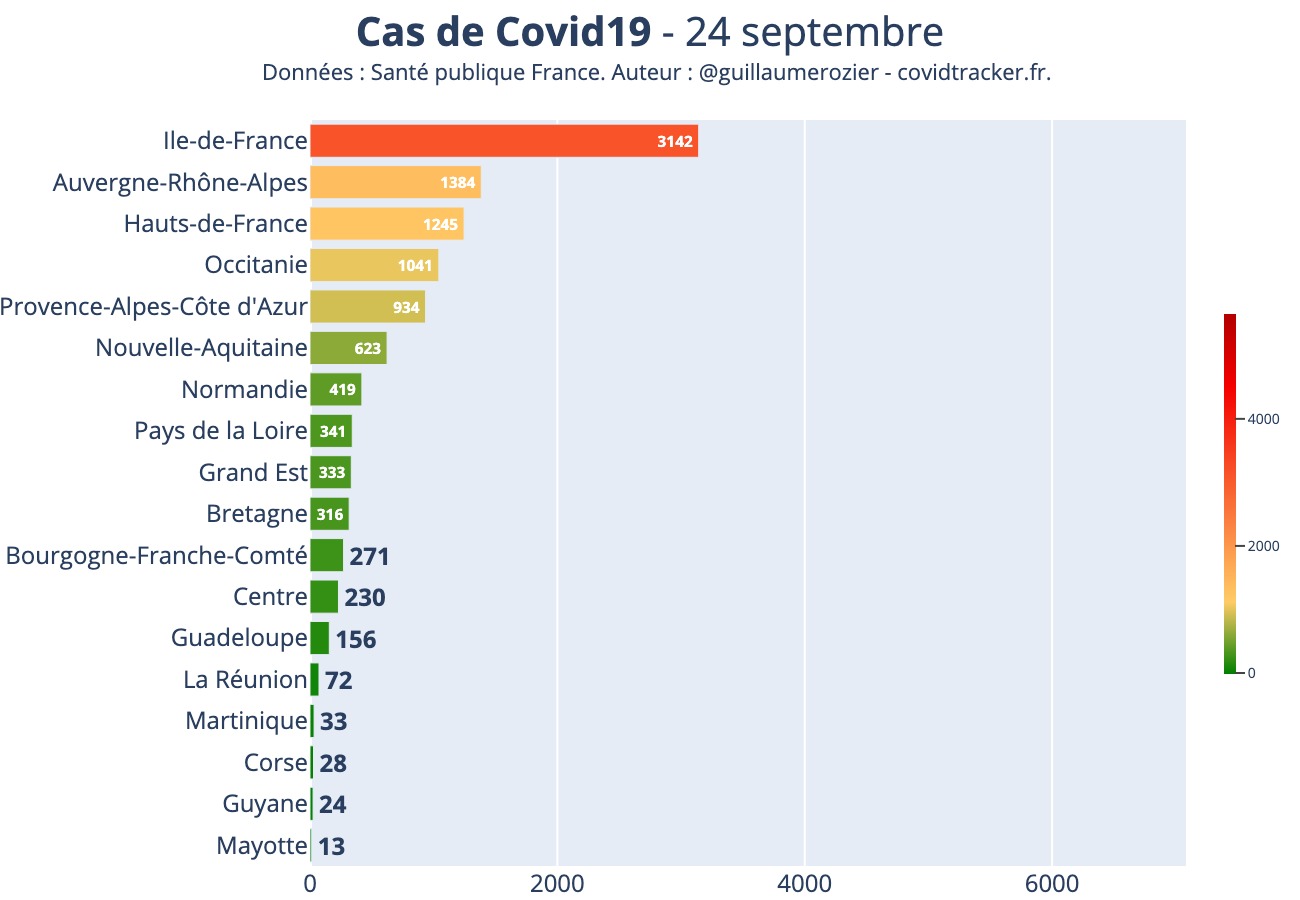 Cas de Covid19 - 24 septembre
Données : Santé publique France. Auteur : @guillaumerozier - covidtracker.fr.
Ile-de-France 3142
Auvergne-Rhône-Alpes 1384
Hauts-de-France 1245
Occitanie 1041
Provence-Alpes-Côte d'Azur 934
Nouvelle-Aquitaine 623
Normandie 419
Pays de la Loire 341
Grand Est 333
Bretagne 316
Bourgogne-Franche-Comté 271
Centre 230
Guadeloupe 156
La Réunion 72
Martinique 33
Corse 28
Guyane 24
Mayotte 13
0 2000 4000 6000
4000
2000
0